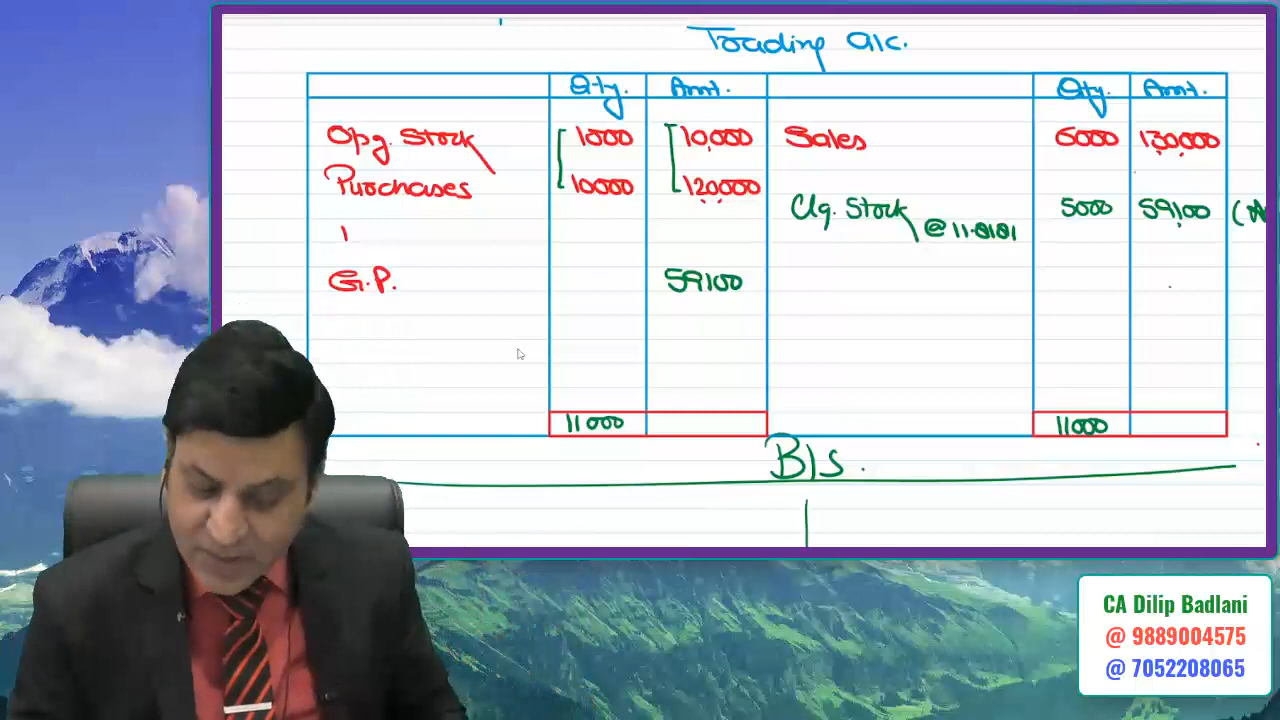 Trading a/c.
Qty. Amt. Qty. Amt.
Opg. Stock 1000 10,000 Sales 6000 130,000
Purchases 10000 120,000
Clg. Stock 5000 59,100
@ 11.8181
G.P. 59100
11000 11000
B/S.
CA Dilip Badlani
@ 9889004575
@ 7052208065